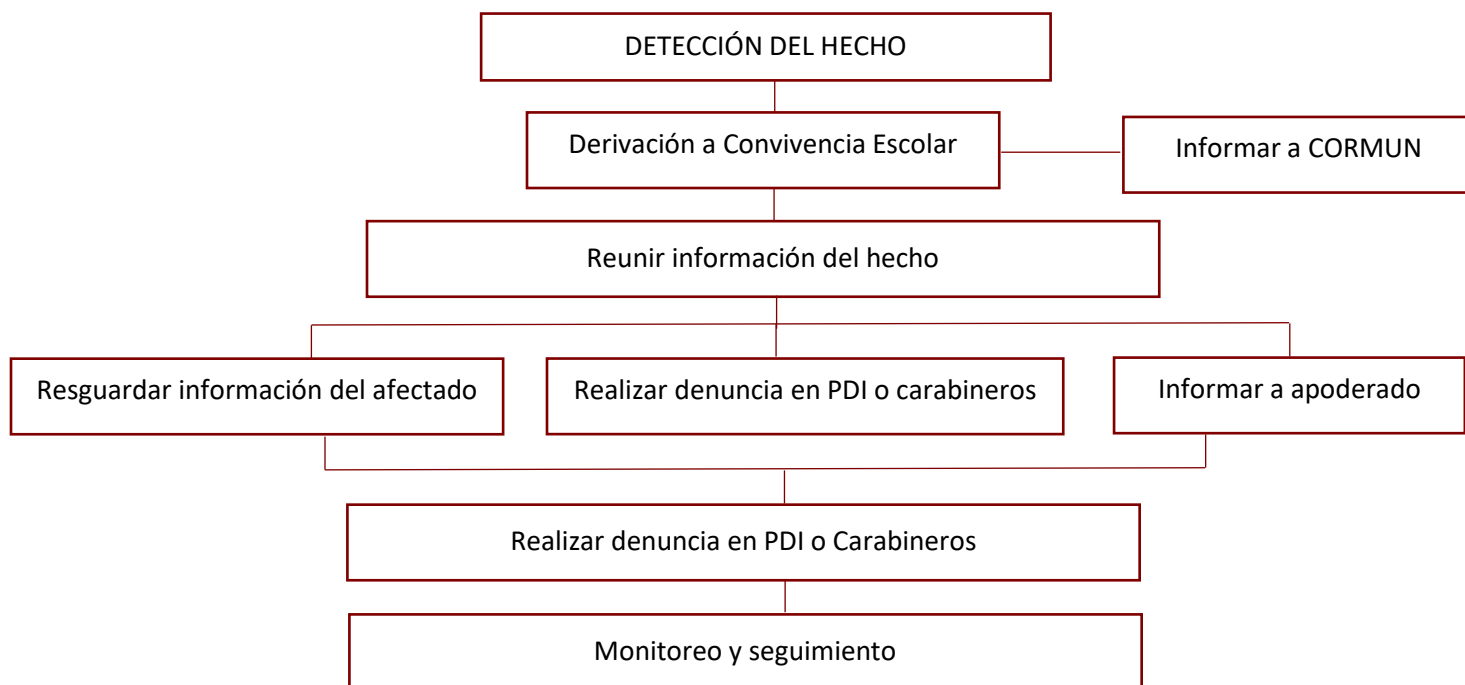 DETECCIÓN DEL HECHO
Derivación a Convivencia Escolar
Informar a CORMUN
Reunir información del hecho
Resguardar información del afectado
Realizar denuncia en PDI o carabineros
Informar a apoderado
Realizar denuncia en PDI o Carabineros
Monitoreo y seguimiento